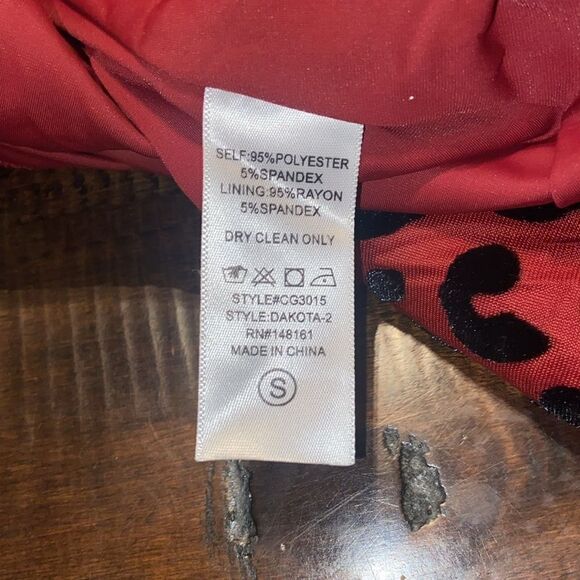 SELF:95%POLYESTER
5%SPANDEX
LINING:95%RAYON
5%SPANDEX
DRY CLEAN ONLY
STYLE#CG3015
STYLE:DAKOTA-2
RN#148161
MADE IN CHINA
S